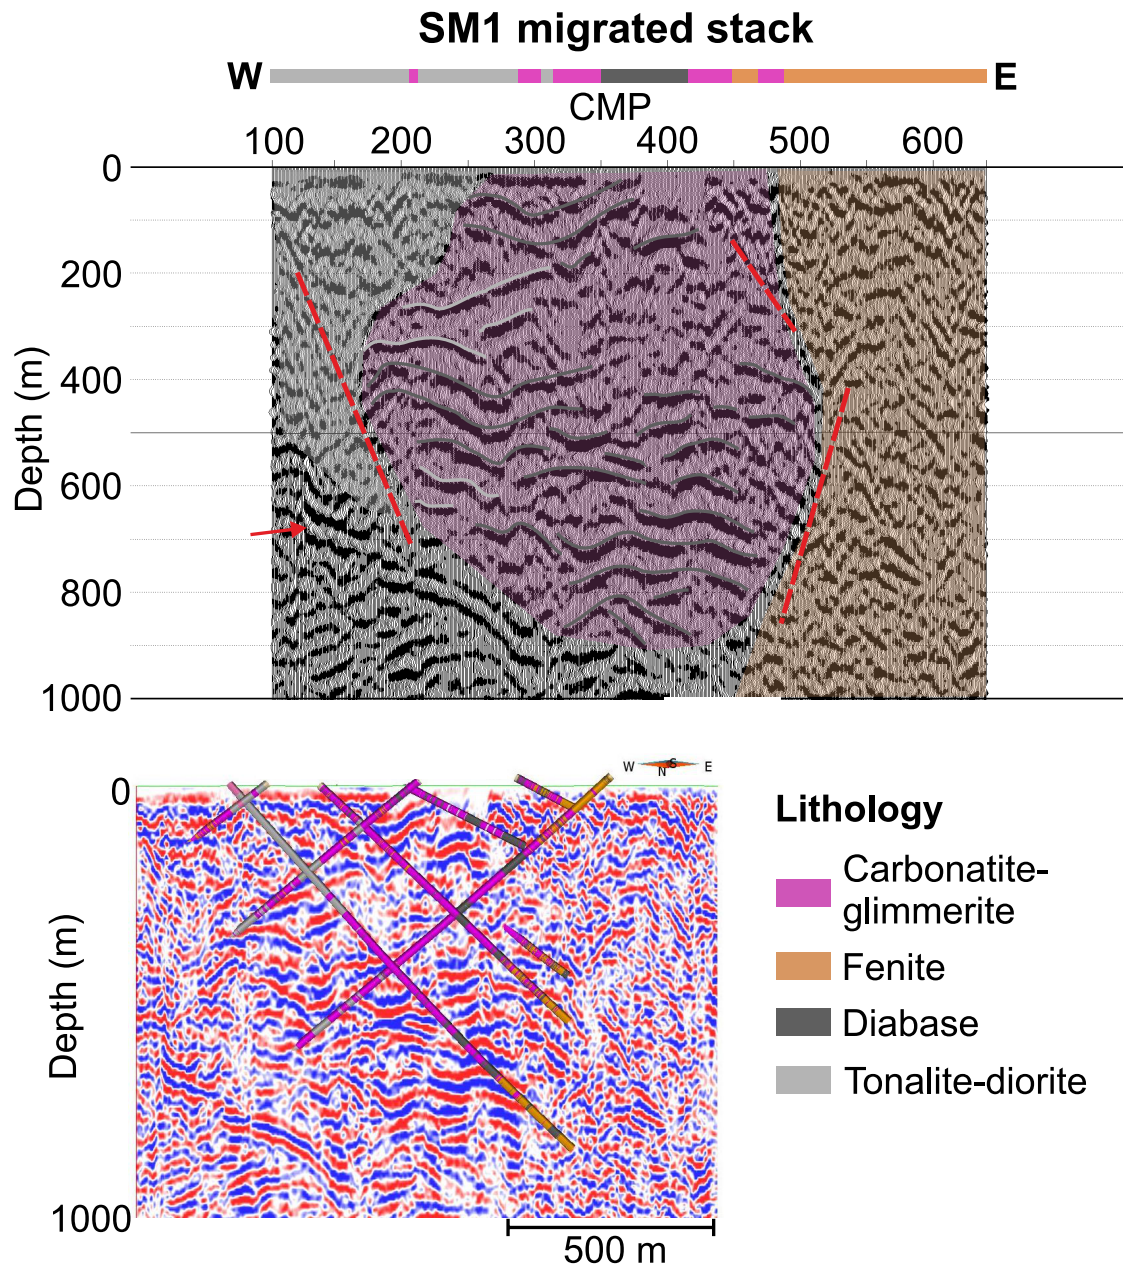 SM1 migrated stack
W E
CMP
100 200 300 400 500 600
0
200
400
600
800
1000
Depth (m)
W N S E
0
1000
Depth (m)
500 m
Lithology
Carbonatite-
glimmerite
Fenite
Diabase
Tonalite-diorite